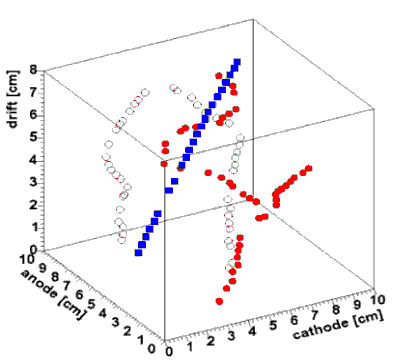 drift [cm]
8
7
6
5
4
3
2
1
0
10 9 8 7 6 5 4 3 2 1 0
anode [cm]
0 1 2 3 4 5 6 7 8 9 10
cathode [cm]